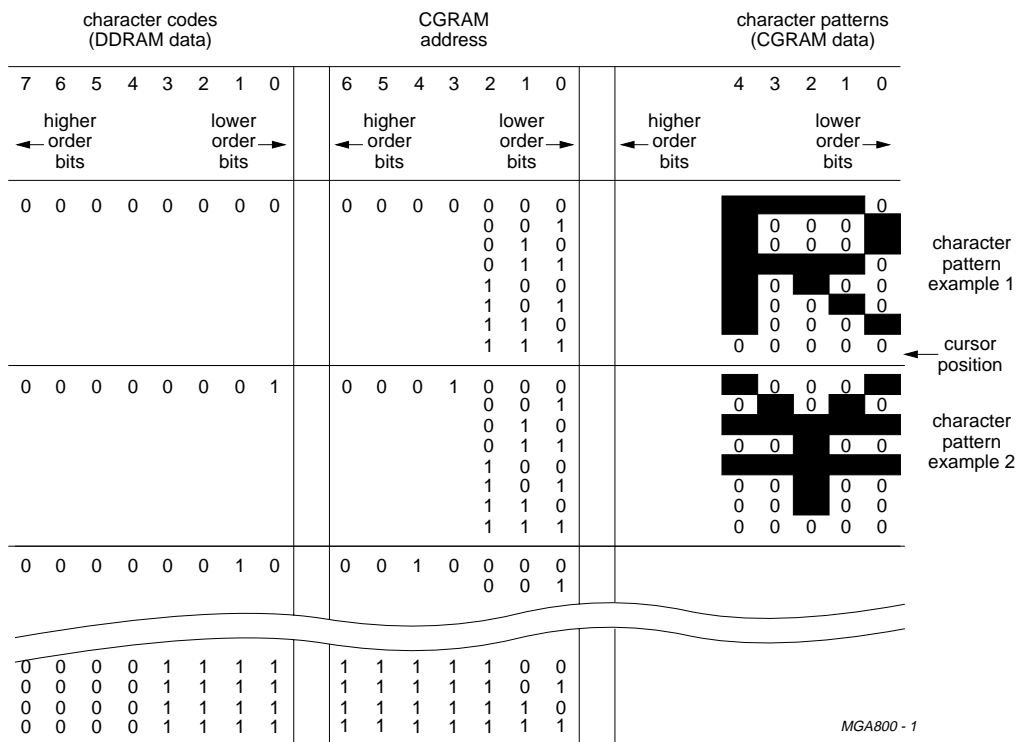 character codes CGRAM character patterns
(DDRAM data) address (CGRAM data)
7 6 5 4 3 2 1 0 6 5 4 3 2 1 0 4 3 2 1 0
higher lower higher lower higher lower
order order order order order order
bits bits bits bits bits bits
0 0 0 0 0 0 0 0 0 0 0 0 0 0 0 0
0 0 1 0 0 0
0 1 0 0 0 0
0 1 1 0
1 0 0 0 0 0
1 0 1 0 0 0
1 1 0 0 0 0
1 1 1 0 0 0 0 0
character
pattern
example 1
cursor
position
0 0 0 0 0 0 0 1 0 0 0 1 0 0 0 0 0 0
0 0 1 0 0 0
0 1 0
0 1 1 0 0 0 0
1 0 0
1 0 1 0 0 0 0
1 1 0 0 0 0 0
1 1 1 0 0 0 0 0
character
pattern
example 2
0 0 0 0 0 0 1 0 0 0 1 0 0 0 0
0 0 1
0 0 0 0 1 1 1 1 1 1 1 1 1 0 0
0 0 0 0 1 1 1 1 1 1 1 1 1 0 1
0 0 0 0 1 1 1 1 1 1 1 1 1 1 0
0 0 0 0 1 1 1 1 1 1 1 1 1 1 1
MGA800 - 1